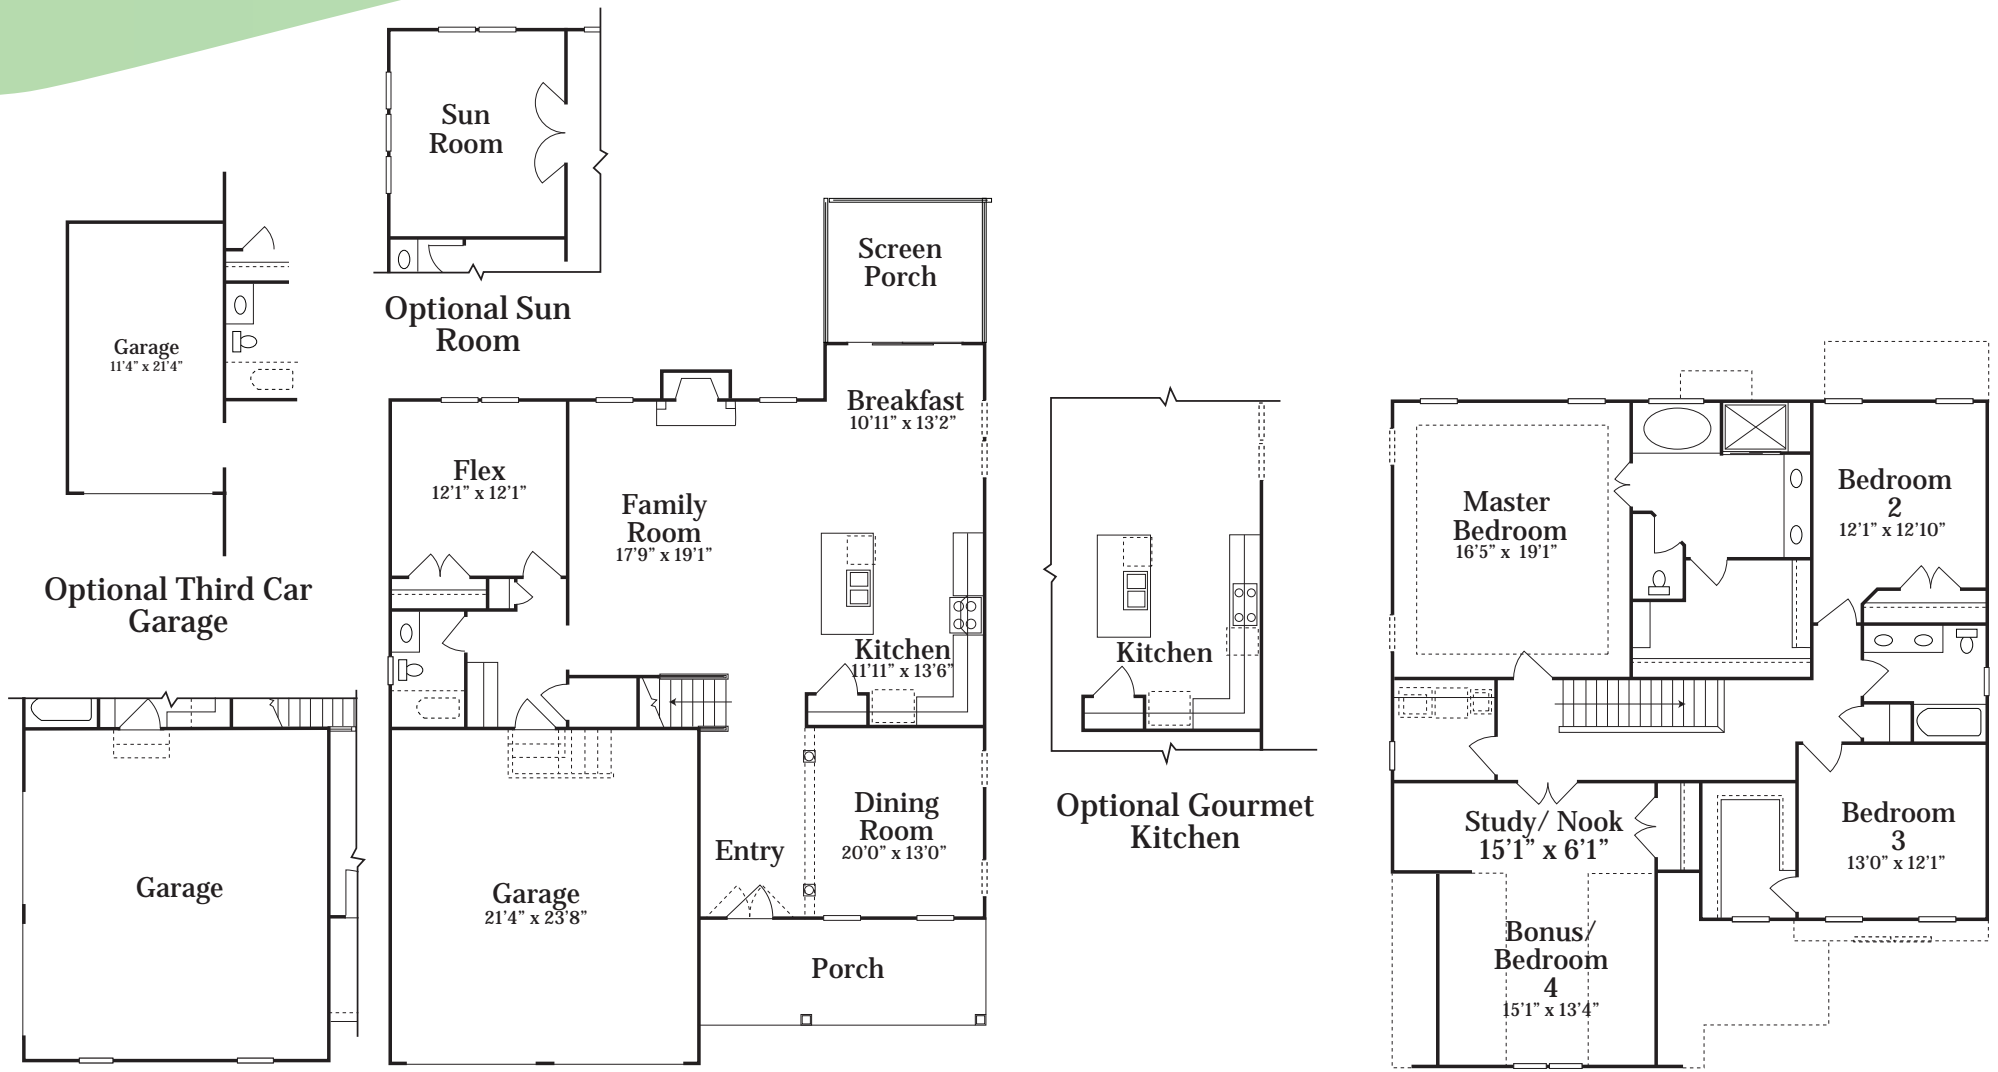 Sun
Room
Optional Sun
Room
Garage
11'4” x 21'4”
Optional Third Car
Garage
Garage
Screen
Porch
Breakfast
10'11” x 13'2”
Flex
12'1” x 12'1”
Family
Room
17'9” x 19'1”
Kitchen
11'11” x 13'6”
Dining
Room
20'0” x 13'0”
Entry
Garage
21'4” x 23'8”
Porch
Kitchen
Optional Gourmet
Kitchen
Master
Bedroom
16'5” x 19'1”
Bedroom
2
12'1” x 12'10”
Study/ Nook
15'1” x 6'1”
Bedroom
3
13'0” x 12'1”
Bonus/
Bedroom
4
15'1” x 13'4”